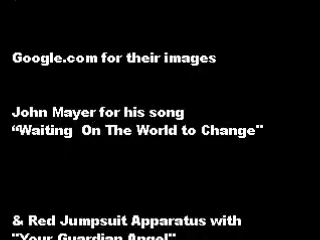 Google.com for their images
John Mayer for his song
“Waiting On The World to Change"
& Red Jumpsuit Apparatus with
"Your Guardian Angel"